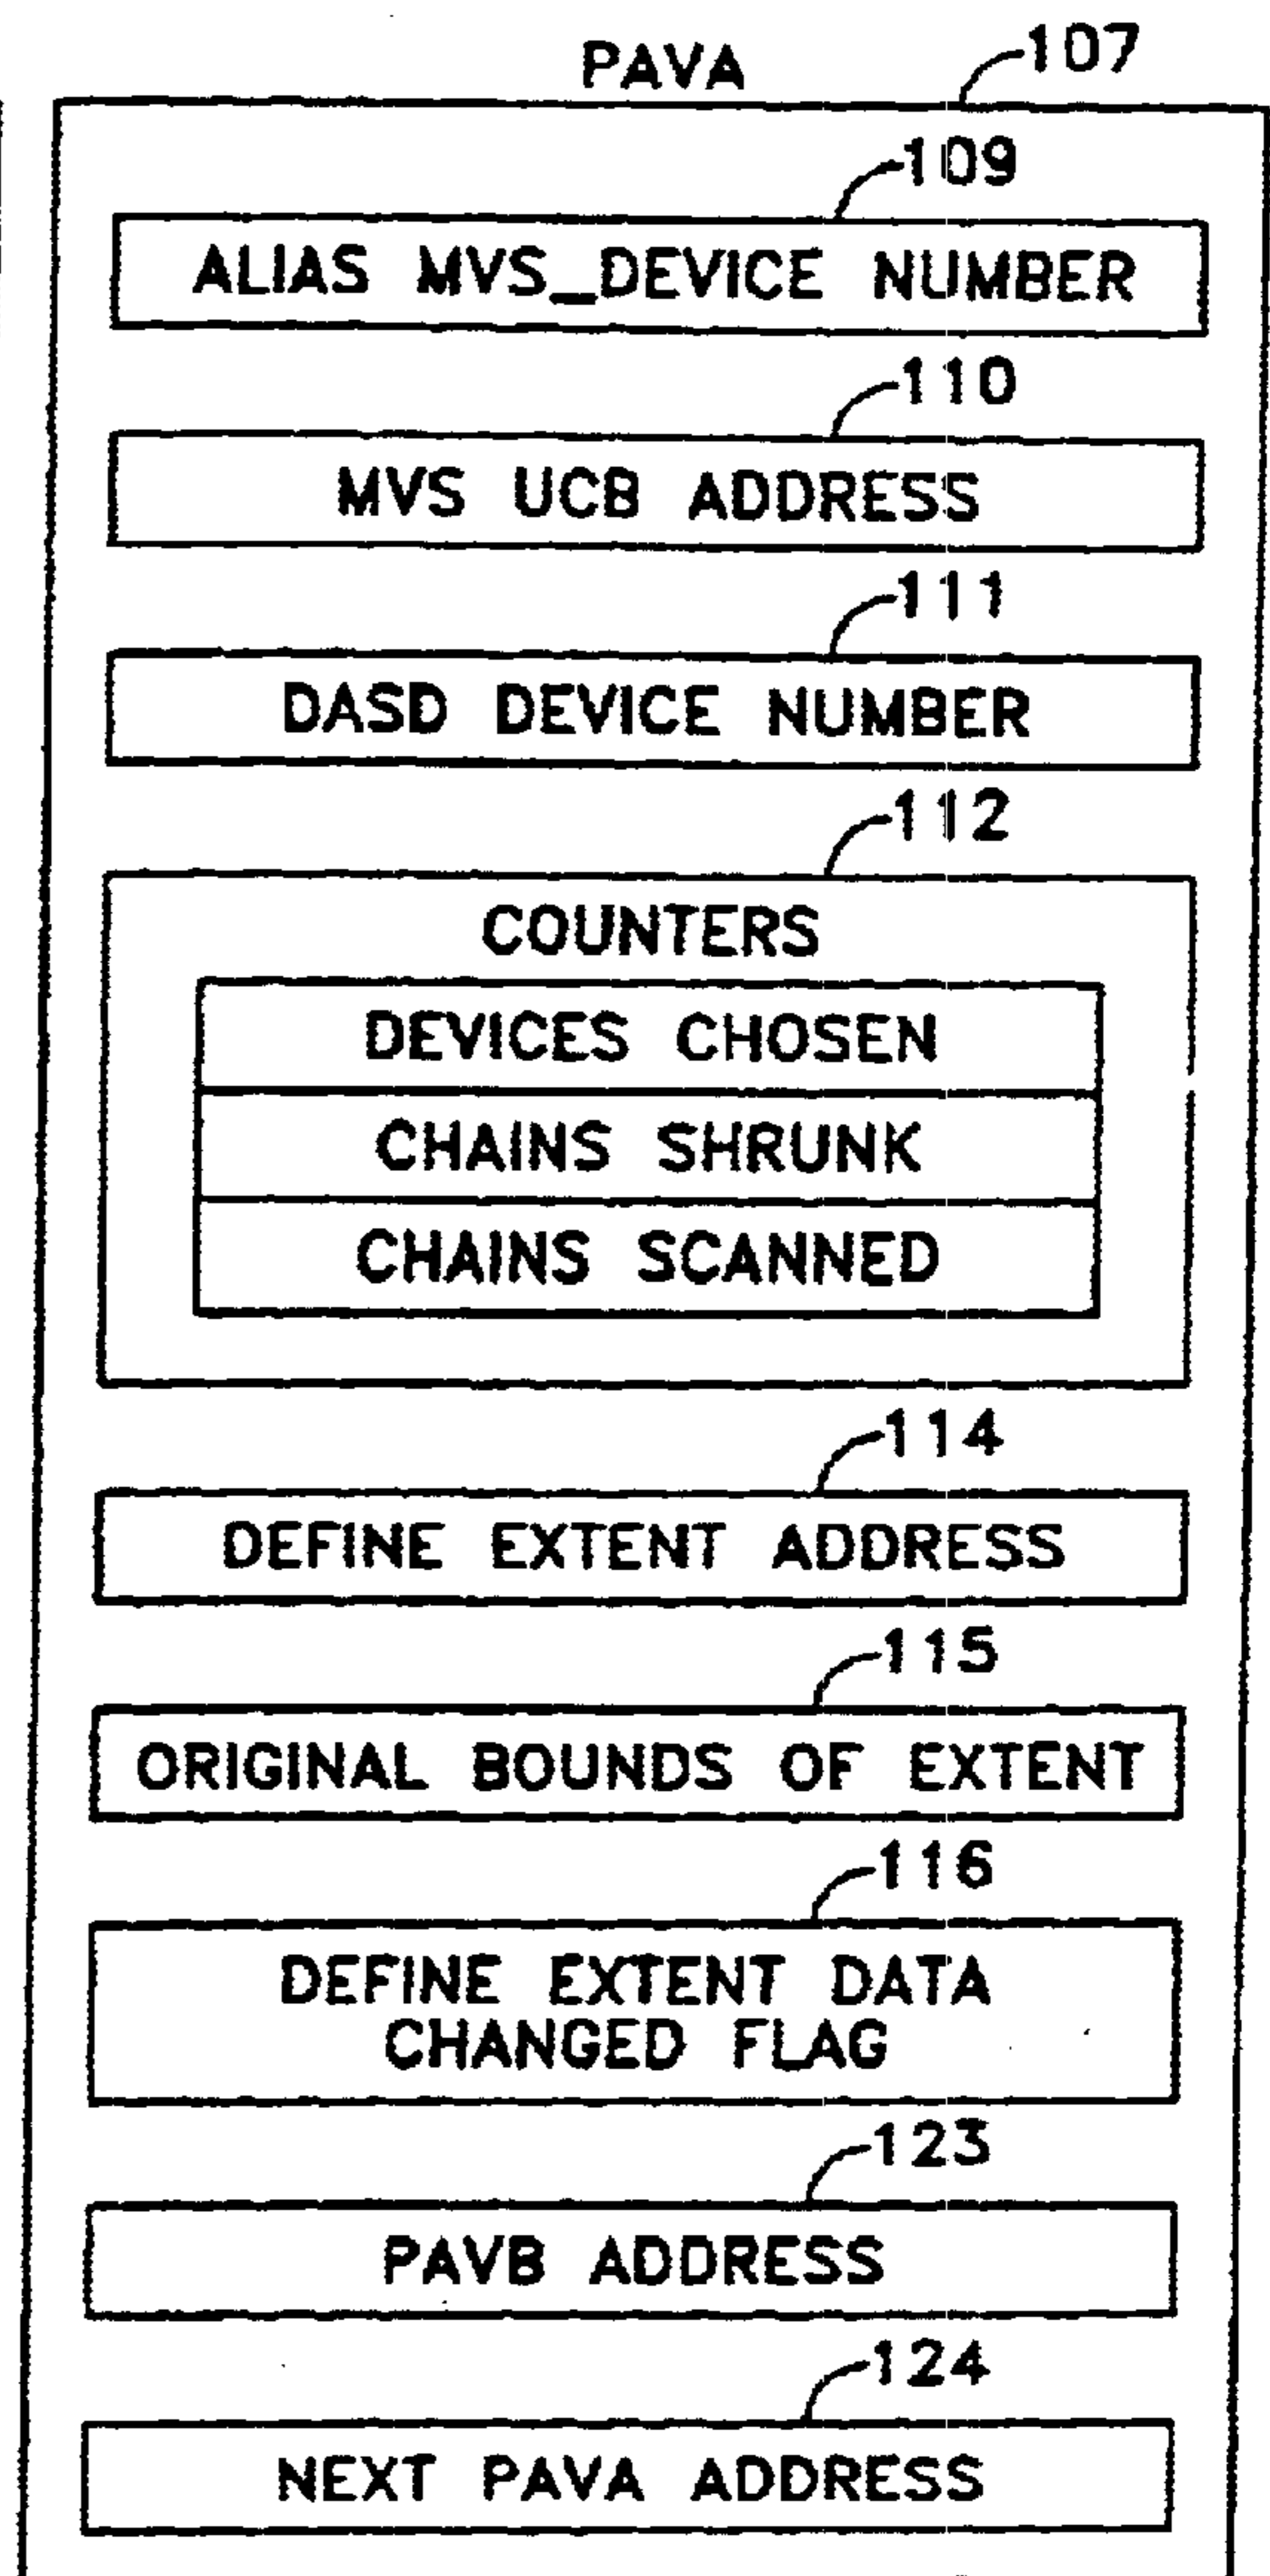 PAVA
107
109
ALIAS MVS_DEVICE NUMBER
110
MVS UCB ADDRESS
111
DASD DEVICE NUMBER
112
COUNTERS
DEVICES CHOSEN
CHAINS SHRUNK
CHAINS SCANNED
114
DEFINE EXTENT ADDRESS
115
ORIGINAL BOUNDS OF EXTENT
116
DEFINE EXTENT DATA
CHANGED FLAG
123
PAVB ADDRESS
124
NEXT PAVA ADDRESS